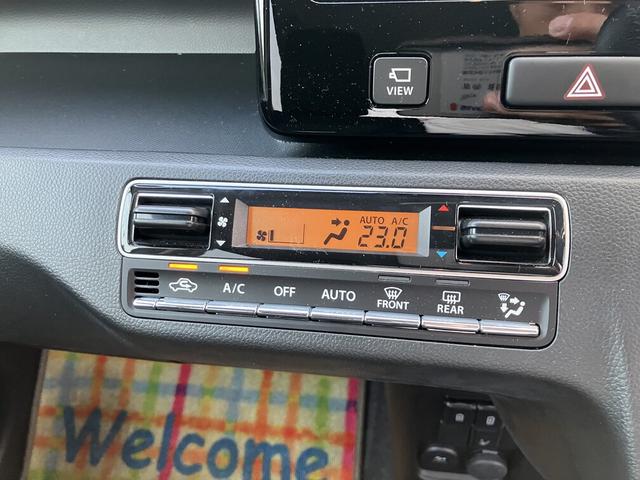 VIEW
AUTO A/C
23.0
A/C OFF AUTO FRONT REAR
Welcome